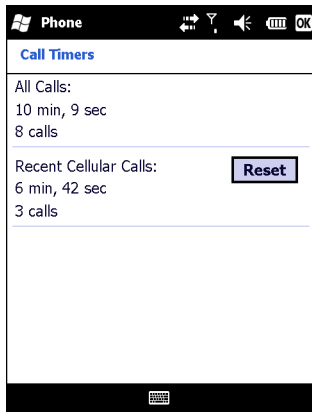 Phone
OK
Call Timers
All Calls:
10 min, 9 sec
8 calls
Recent Cellular Calls:
Reset
6 min, 42 sec
3 calls